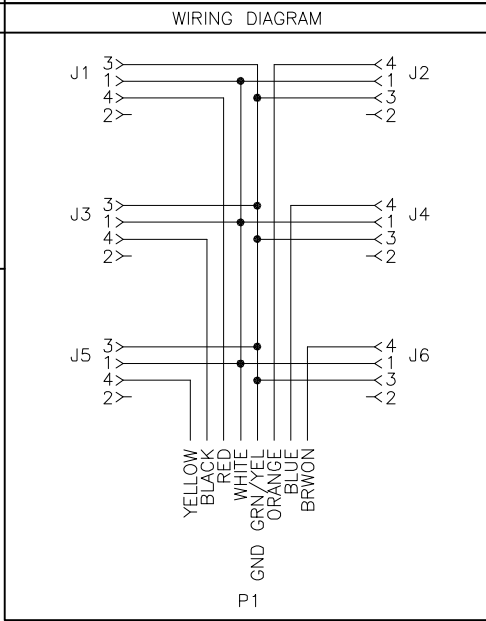 WIRING DIAGRAM
J1 3 4 J2
1 1
4 3
2 2
J3 3 4 J4
1 1
4 3
2 2
J5 3 4 J6
1 1
4 3
2 2
YELLOW
BLACK
RED
WHITE
GND GRN/YEL
ORANGE
BLUE
BRWON
P1